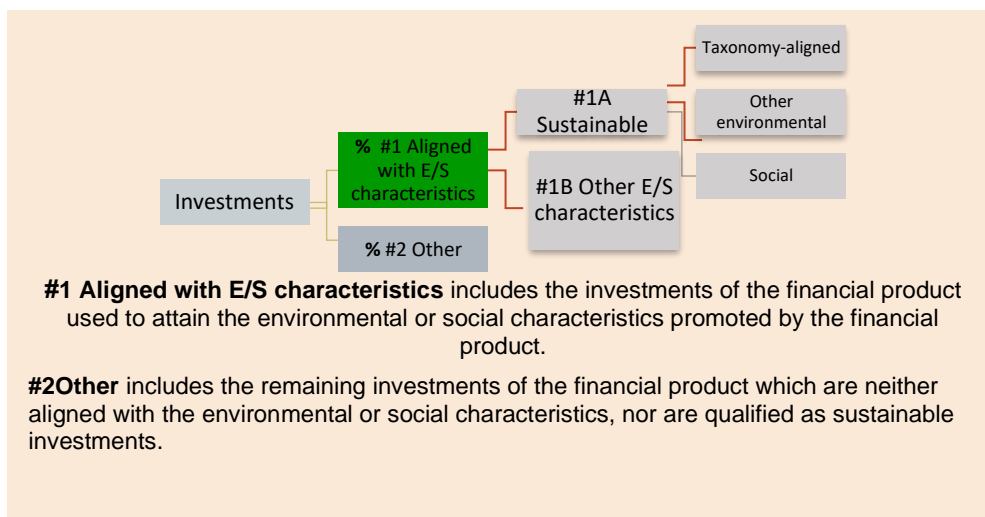 Investments
% #1 Aligned
with E/S
characteristics
% #2 Other
#1A
Sustainable
#1B Other E/S
characteristics
Taxonomy-aligned
Other
environmental
Social
#1 Aligned with E/S characteristics includes the investments of the financial product
used to attain the environmental or social characteristics promoted by the financial
product.
#2Other includes the remaining investments of the financial product which are neither
aligned with the environmental or social characteristics, nor are qualified as sustainable
investments.